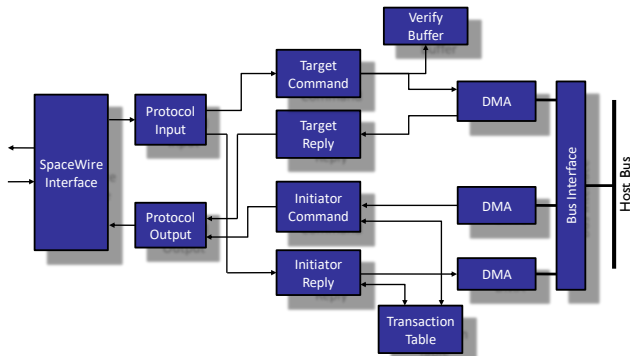 Verify
Buffer
Target
Command
DMA
Protocol
Input
Target
Reply
SpaceWire
Interface
Initiator
Command
DMA
Bus Interface
Host Bus
Protocol
Output
Initiator
Reply
DMA
Transaction
Table